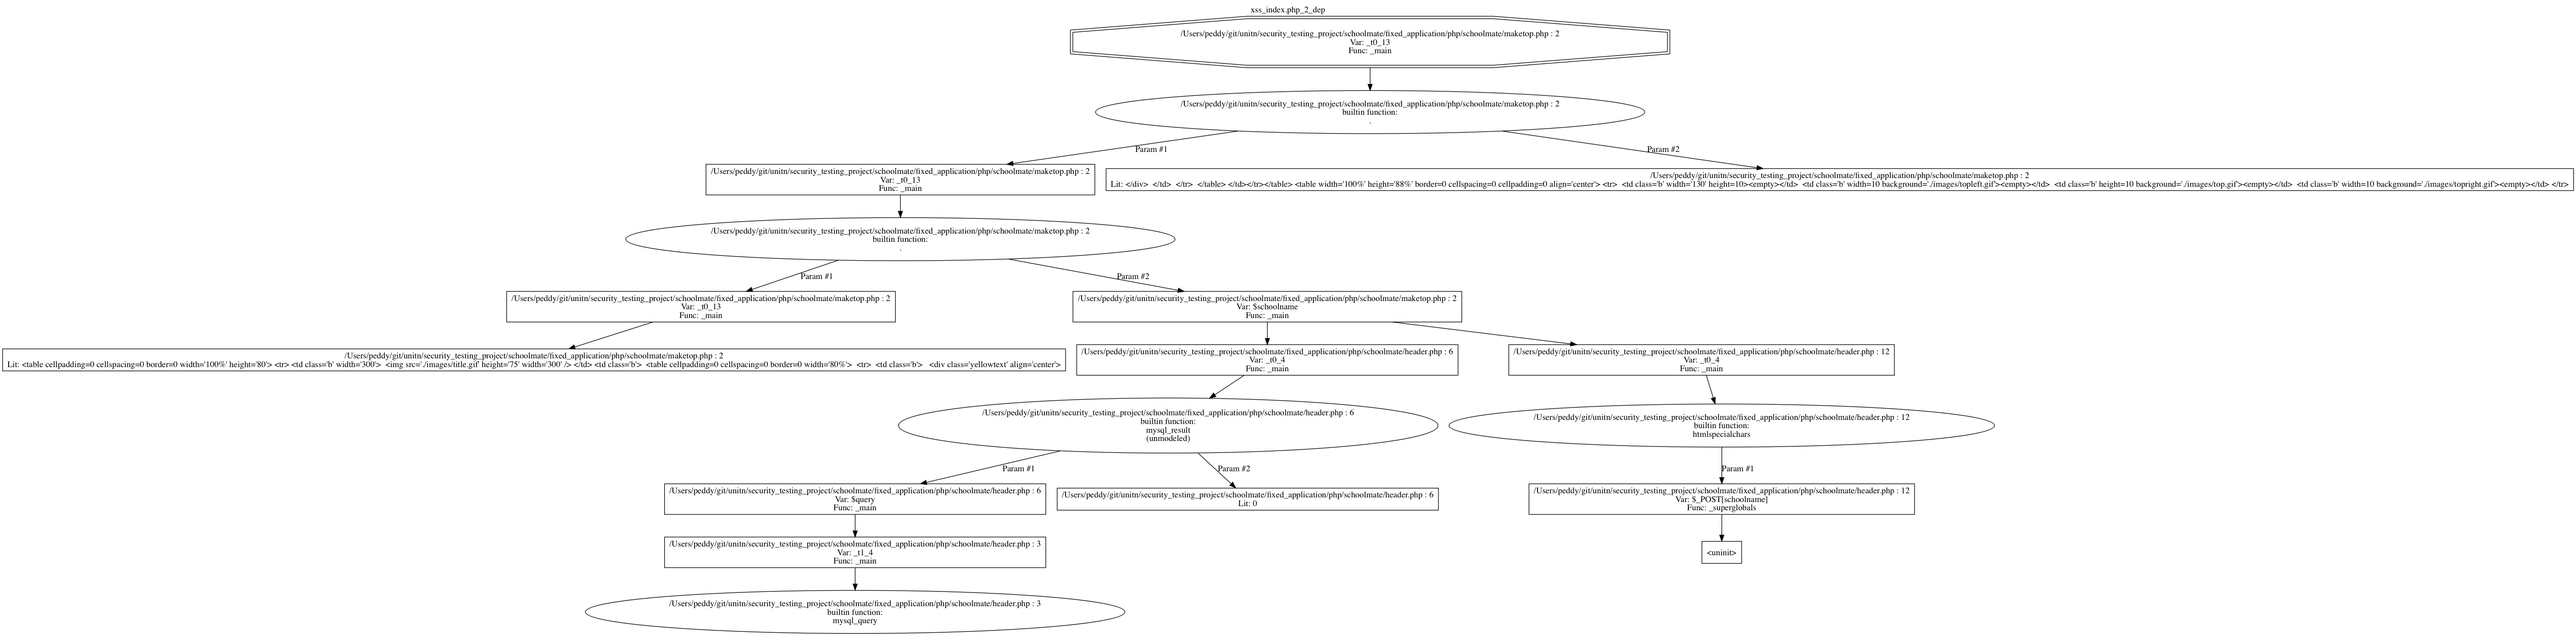 xss_index.php_2_dep
/Users/peddy/git/unitn/security_testing_project/schoolmate/fixed_application/php/schoolmate/maketop.php : 2
Var: _t0_13
Func: _main
/Users/peddy/git/unitn/security_testing_project/schoolmate/fixed_application/php/schoolmate/maketop.php : 2
builtin function:
.
Param #1
Param #2
/Users/peddy/git/unitn/security_testing_project/schoolmate/fixed_application/php/schoolmate/maketop.php : 2
Var: _t0_13
Func: _main
/Users/peddy/git/unitn/security_testing_project/schoolmate/fixed_application/php/schoolmate/maketop.php : 2
Lit: </div>  </td>  </tr>  </table> </td></tr></table> <table width='100%' height='88%' border=0 cellspacing=0 cellpadding=0 align='center'> <tr>  <td class='b' width='130' height=10><empty></td>  <td class='b' width=10 background='./images/topleft.gif'><empty></td>  <td class='b' height=10 background='./images/top.gif'><empty></td>  <td class='b' width=10 background='./images/topright.gif'><empty></td> </tr>
/Users/peddy/git/unitn/security_testing_project/schoolmate/fixed_application/php/schoolmate/maketop.php : 2
builtin function:
.
Param #1
Param #2
/Users/peddy/git/unitn/security_testing_project/schoolmate/fixed_application/php/schoolmate/maketop.php : 2
Var: _t0_13
Func: _main
/Users/peddy/git/unitn/security_testing_project/schoolmate/fixed_application/php/schoolmate/maketop.php : 2
Var: $schoolname
Func: _main
/Users/peddy/git/unitn/security_testing_project/schoolmate/fixed_application/php/schoolmate/maketop.php : 2
Lit: <table cellpadding=0 cellspacing=0 border=0 width='100%' height='80'> <tr> <td class='b' width='300'>  <img src='./images/title.gif' height='75' width='300' /> </td> <td class='b'>  <table cellpadding=0 cellspacing=0 border=0 width='80%'>  <tr>  <td class='b'>   <div class='yellowtext' align='center'>
/Users/peddy/git/unitn/security_testing_project/schoolmate/fixed_application/php/schoolmate/header.php : 6
Var: _t0_4
Func: _main
/Users/peddy/git/unitn/security_testing_project/schoolmate/fixed_application/php/schoolmate/header.php : 12
Var: _t0_4
Func: _main
/Users/peddy/git/unitn/security_testing_project/schoolmate/fixed_application/php/schoolmate/header.php : 6
builtin function:
mysql_result
(unmodeled)
/Users/peddy/git/unitn/security_testing_project/schoolmate/fixed_application/php/schoolmate/header.php : 12
builtin function:
htmlspecialchars
Param #1
Param #2
Param #1
/Users/peddy/git/unitn/security_testing_project/schoolmate/fixed_application/php/schoolmate/header.php : 6
Var: $query
Func: _main
/Users/peddy/git/unitn/security_testing_project/schoolmate/fixed_application/php/schoolmate/header.php : 6
Lit: 0
/Users/peddy/git/unitn/security_testing_project/schoolmate/fixed_application/php/schoolmate/header.php : 12
Var: $_POST[schoolname]
Func: _superglobals
/Users/peddy/git/unitn/security_testing_project/schoolmate/fixed_application/php/schoolmate/header.php : 3
Var: _t1_4
Func: _main
<uninit>
/Users/peddy/git/unitn/security_testing_project/schoolmate/fixed_application/php/schoolmate/header.php : 3
builtin function:
mysql_query